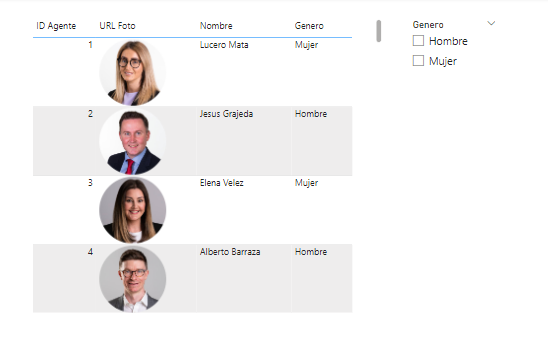 ID Agente URL Foto Nombre Genero
1 Lucero Mata Mujer
2 Jesus Grajeda Hombre
3 Elena Velez Mujer
4 Alberto Barraza Hombre
Genero
Hombre
Mujer